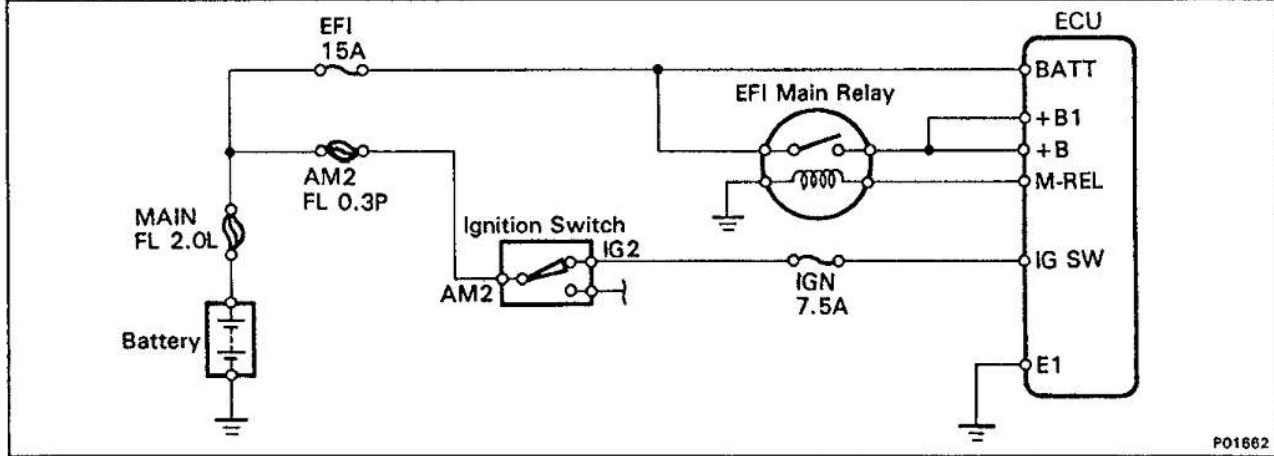 EFI
15A
ECU
BATT
EFI Main Relay
+B1
+B
M-REL
AM2
FL 0.3P
MAIN
FL 2.0L
Ignition Switch
IG2
IG SW
AM2
IGN
7.5A
Battery
E1
P01662